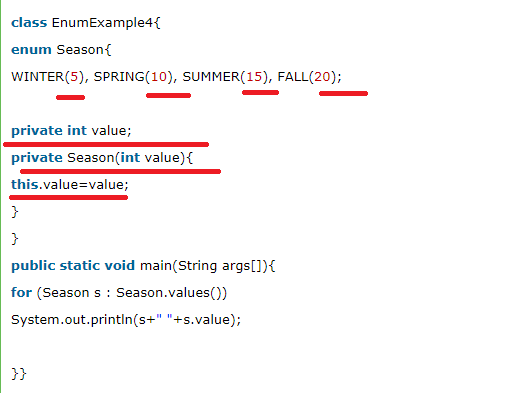 class EnumExample4{
enum Season{
WINTER(5), SPRING(10), SUMMER(15), FALL(20);
private int value;
private Season(int value){
this.value=value;
}
}
public static void main(String args[]){
for (Season s : Season.values())
System.out.println(s+" "+s.value);
}}